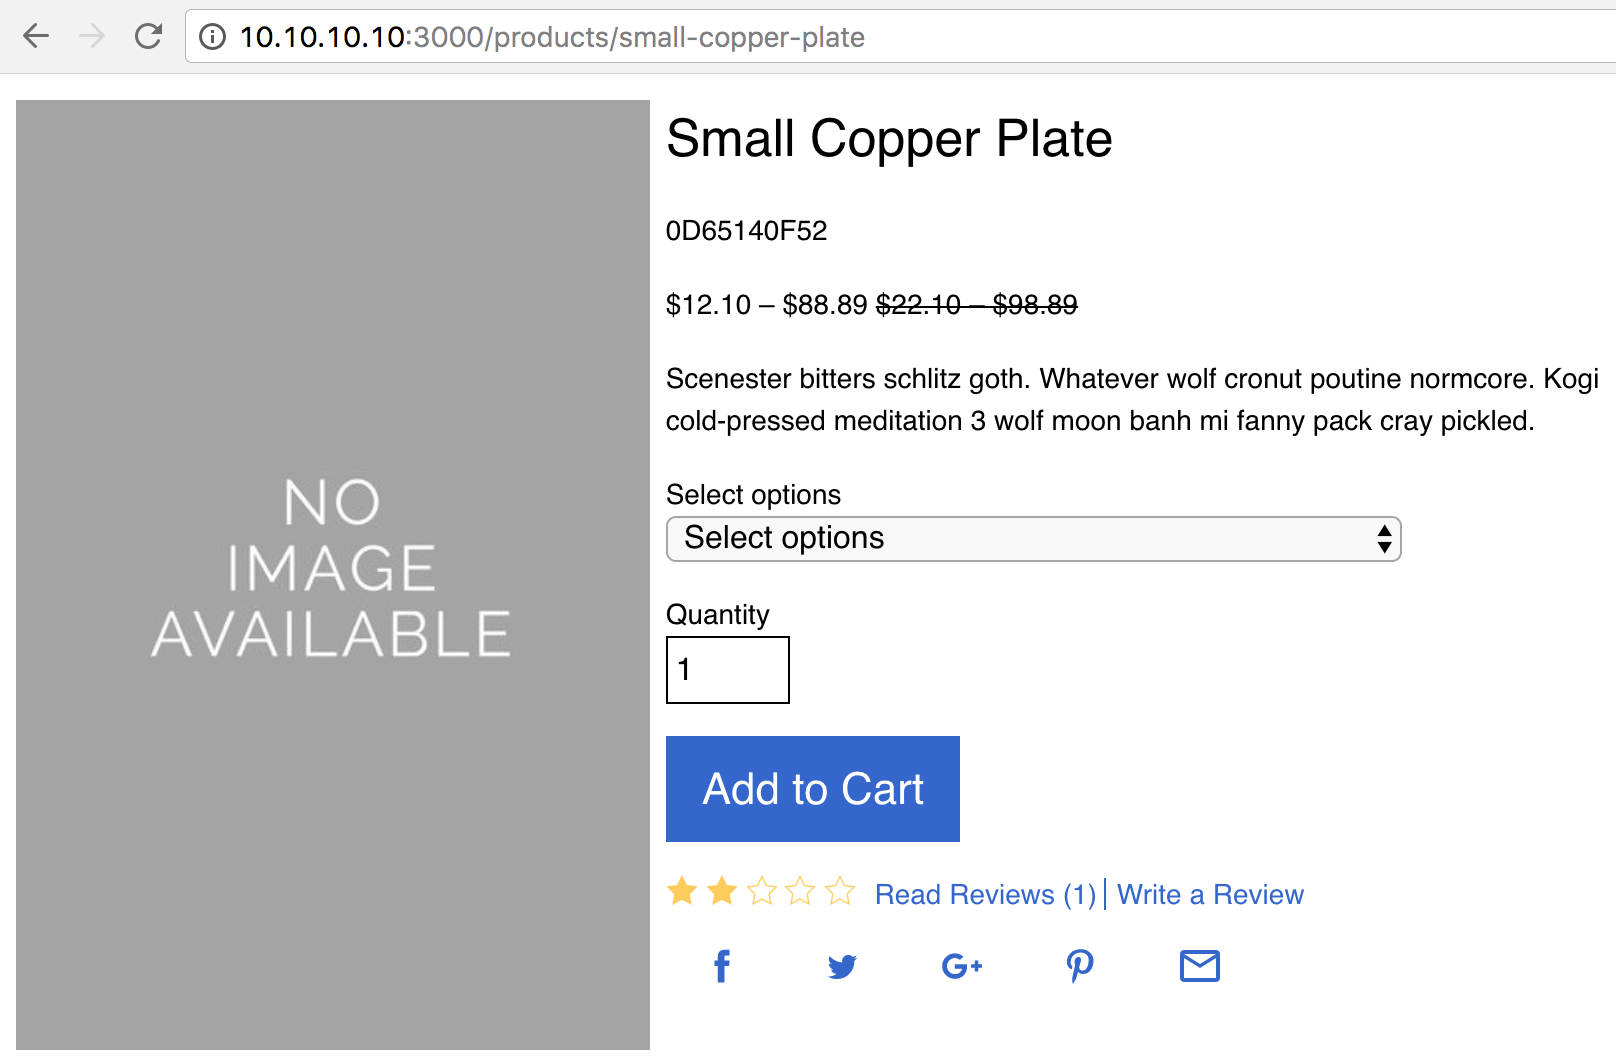 10.10.10.10:3000/products/small-copper-plate
NO
IMAGE
AVAILABLE
Small Copper Plate
0D65140F52
$12.10 – $88.89 $22.10 – $98.89
Scenester bitters schlitz goth. Whatever wolf cronut poutine normcore. Kogi
cold-pressed meditation 3 wolf moon banh mi fanny pack cray pickled.
Select options
Select options
Quantity
1
Add to Cart
Read Reviews (1) | Write a Review
f G+